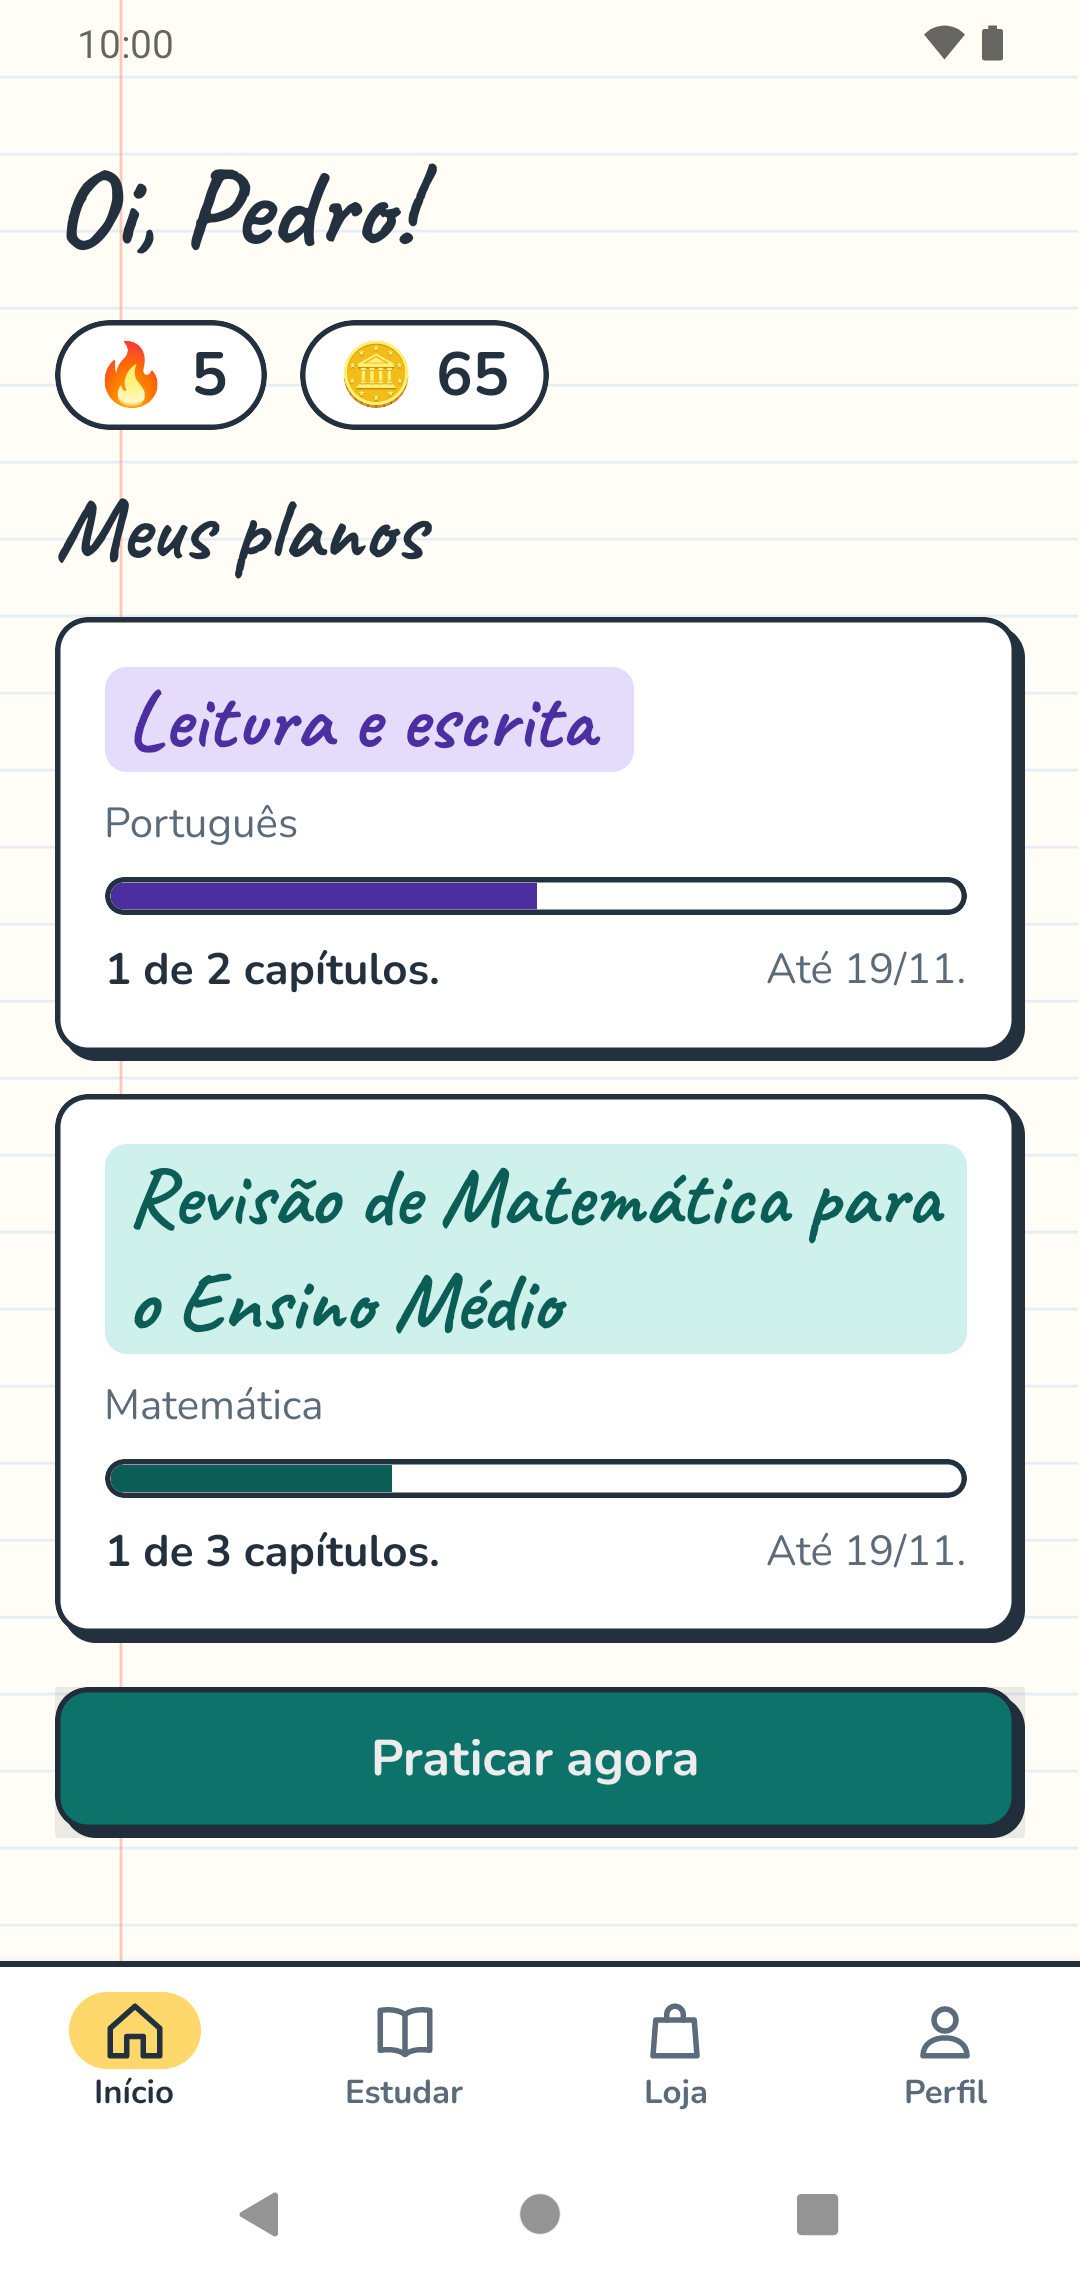 10:00
Oi, Pedro!
🔥 5 🪙 65
Meus planos
Leitura e escrita
Português
1 de 2 capítulos. Até 19/11.
Revisão de Matemática para
o Ensino Médio
Matemática
1 de 3 capítulos. Até 19/11.
Praticar agora
Início Estudar Loja Perfil